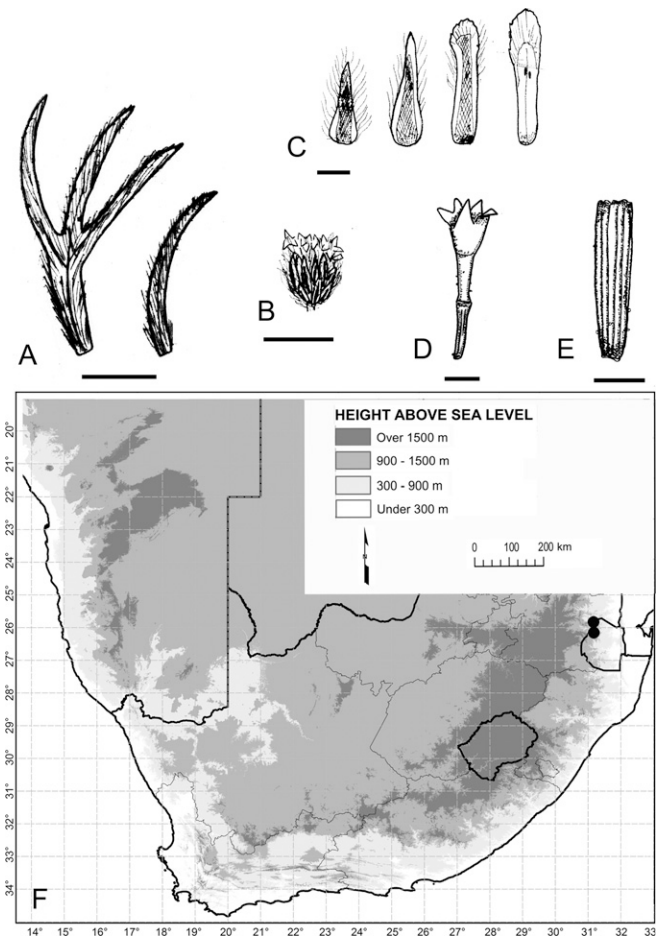 C
A
B
D
E
HEIGHT ABOVE SEA LEVEL
Over 1500 m
900 - 1500 m
300 - 900 m
Under 300 m
0 100 200 km
20°
21°
22°
23°
24°
25°
26°
27°
28°
29°
30°
31°
32°
33°
34°
F
14° 15° 16° 17° 18° 19° 20° 21° 22° 23° 24° 25° 26° 27° 28° 29° 30° 31° 32° 33